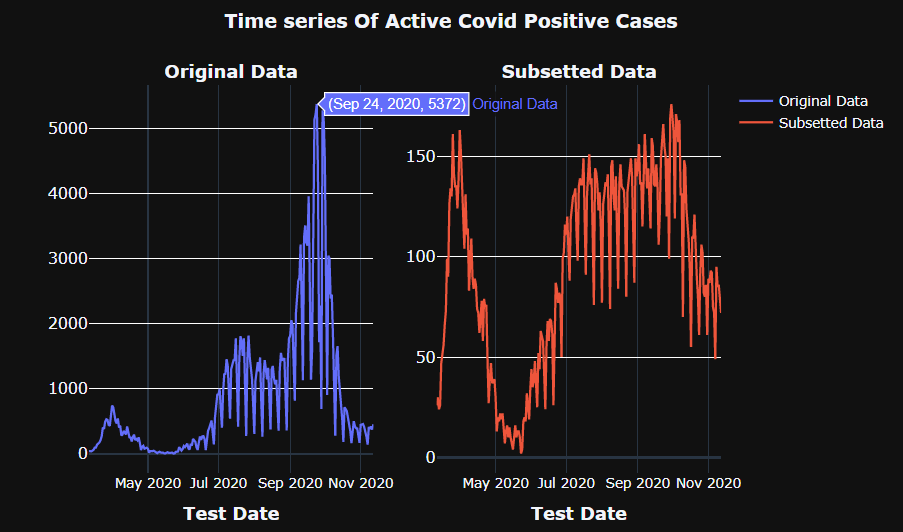 Time series Of Active Covid Positive Cases
Original Data
Subsetted Data
(Sep 24, 2020, 5372) Original Data
Original Data
Subsetted Data
5000
4000
3000
2000
1000
0
150
100
50
0
May 2020 Jul 2020 Sep 2020 Nov 2020
May 2020 Jul 2020 Sep 2020 Nov 2020
Test Date
Test Date